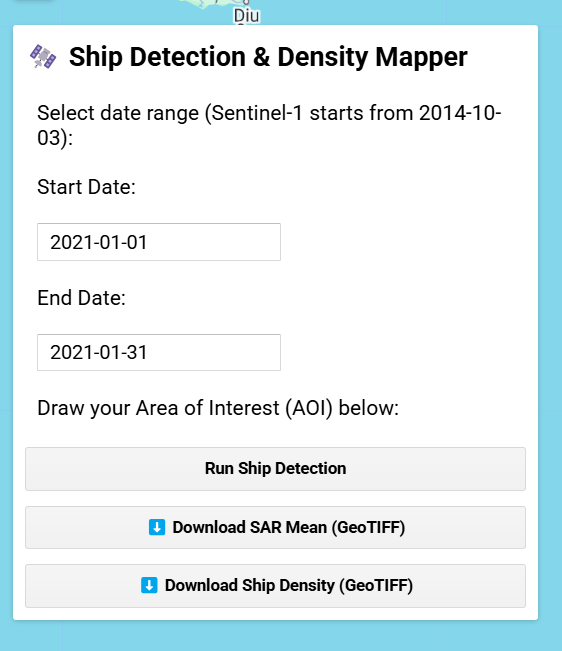 Diu
Ship Detection & Density Mapper
Select date range (Sentinel-1 starts from 2014-10-
03):
Start Date:
2021-01-01
End Date:
2021-01-31
Draw your Area of Interest (AOI) below:
Run Ship Detection
Download SAR Mean (GeoTIFF)
Download Ship Density (GeoTIFF)